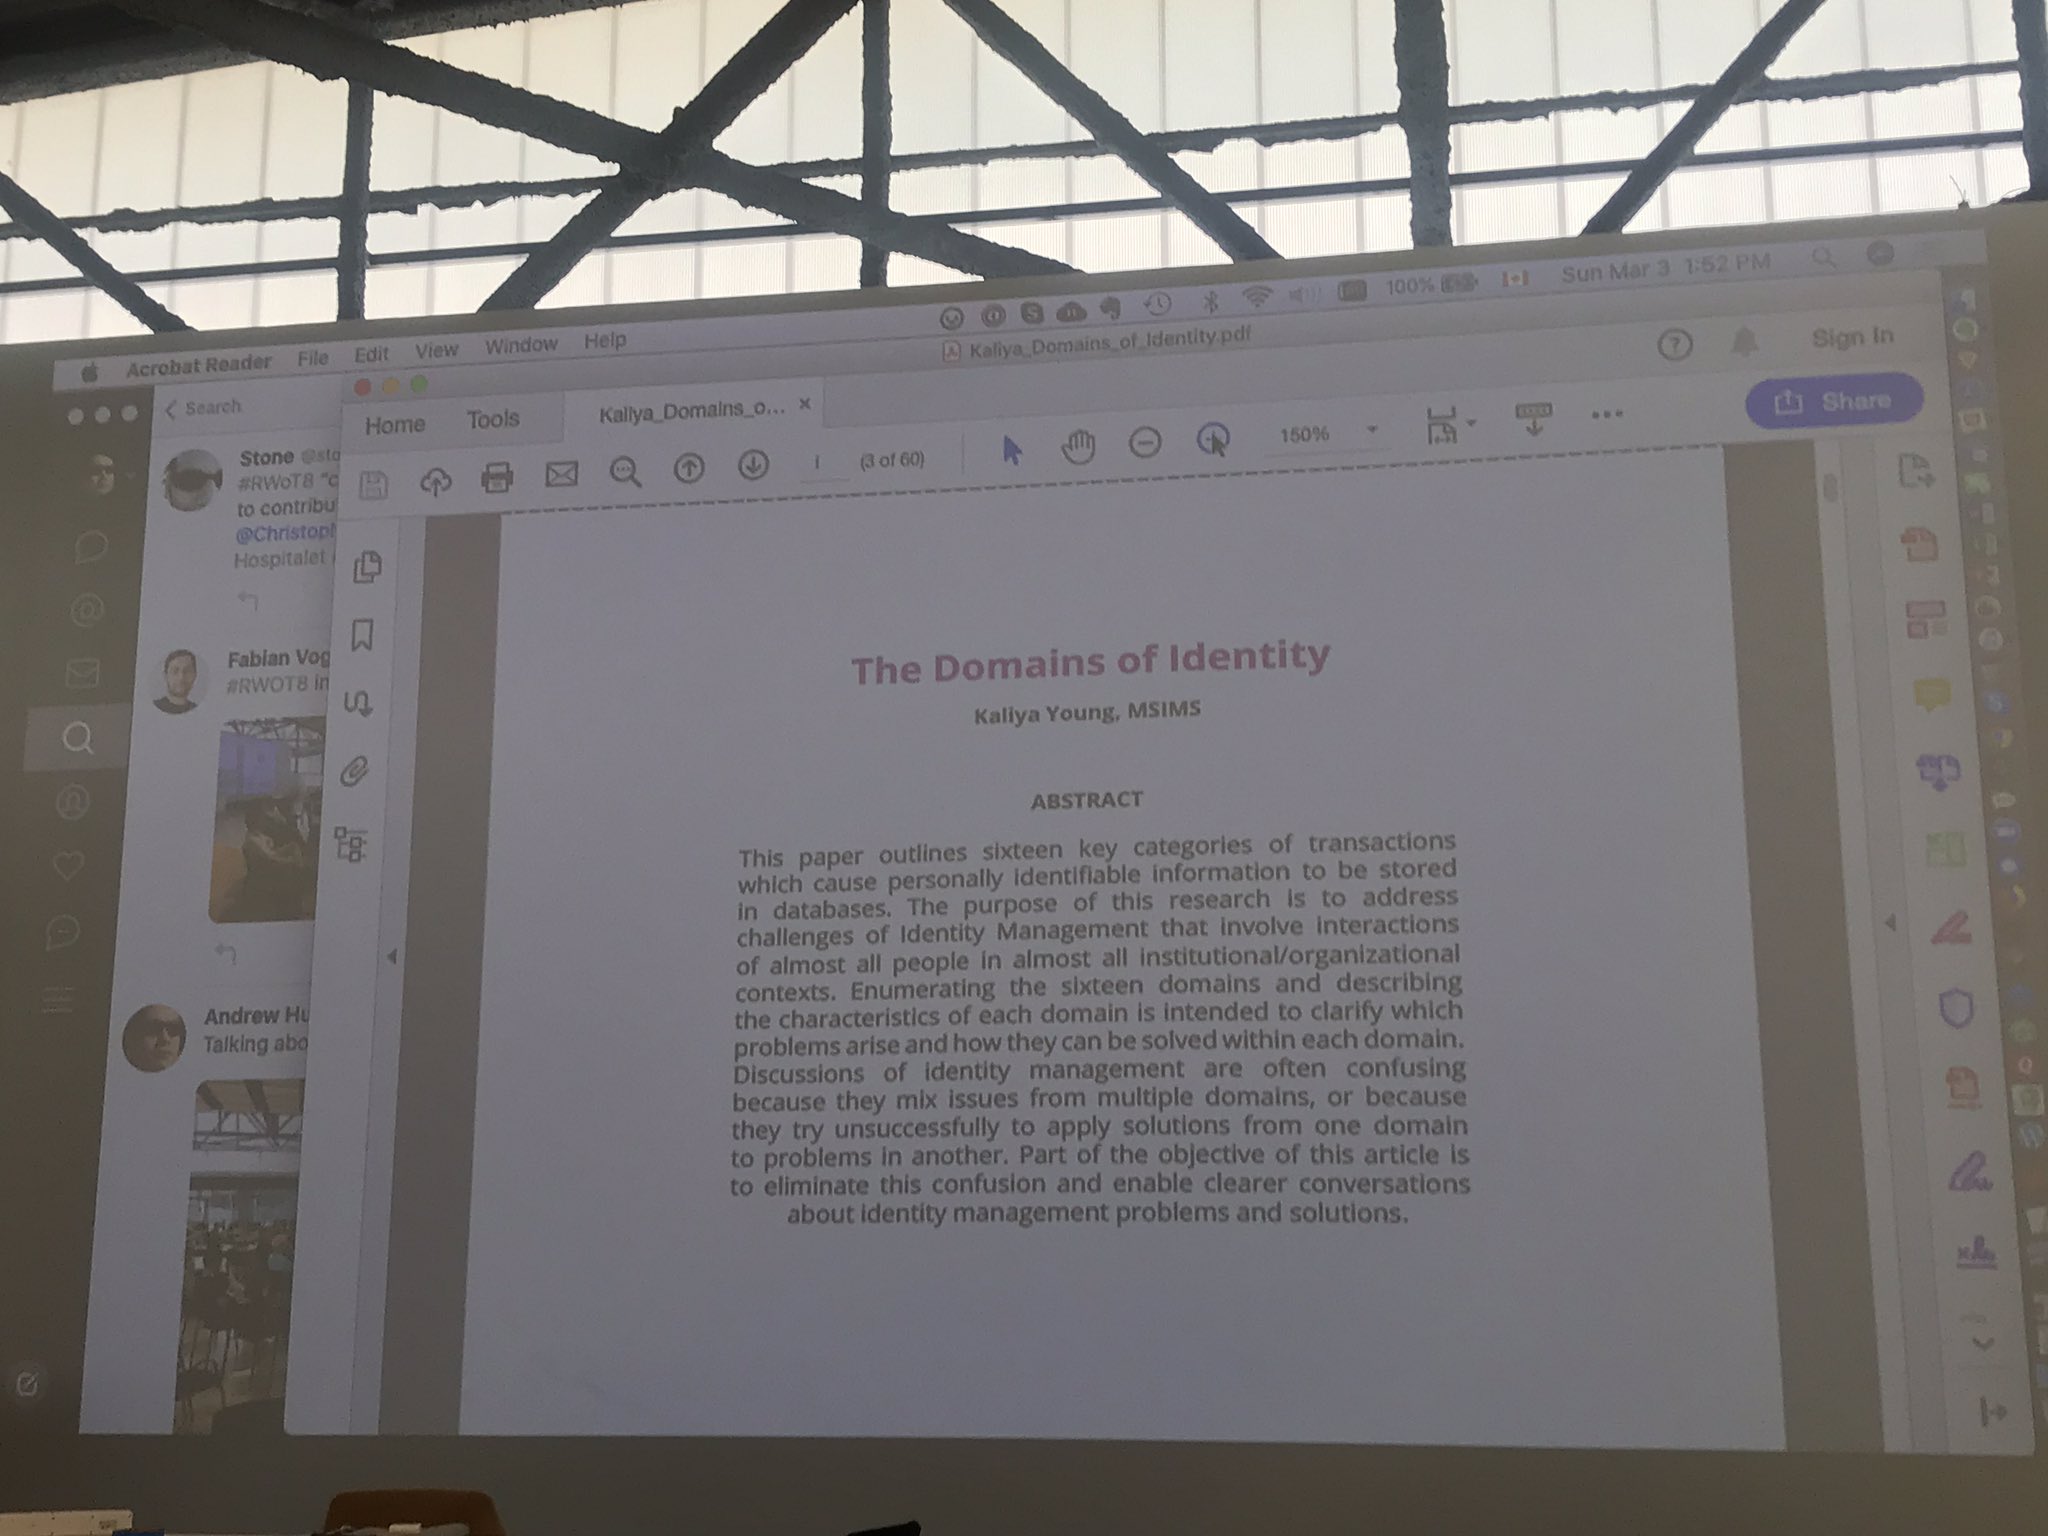 Acrobat Reader File Edit View Window Help
100% Sun Mar 3 1:52 PM
Kaliya_Domains_of_Identity.pdf
Sign In
Search
Home Tools Kaliya_Domains_o... ×
Share
(3 of 60) 150%
Stone
#RWoT8 "c
to contribu
@Christoph
Hospitalet
Fabian Vog
#RWOT8 in
Andrew Hu
Talking abo
The Domains of Identity
Kaliya Young, MSIMS
ABSTRACT
This paper outlines sixteen key categories of transactions
which cause personally identifiable information to be stored
in databases. The purpose of this research is to address
challenges of Identity Management that involve interactions
of almost all people in almost all institutional/organizational
contexts. Enumerating the sixteen domains and describing
the characteristics of each domain is intended to clarify which
problems arise and how they can be solved within each domain.
Discussions of identity management are often confusing
because they mix issues from multiple domains, or because
they try unsuccessfully to apply solutions from one domain
to problems in another. Part of the objective of this article is
to eliminate this confusion and enable clearer conversations
about identity management problems and solutions.